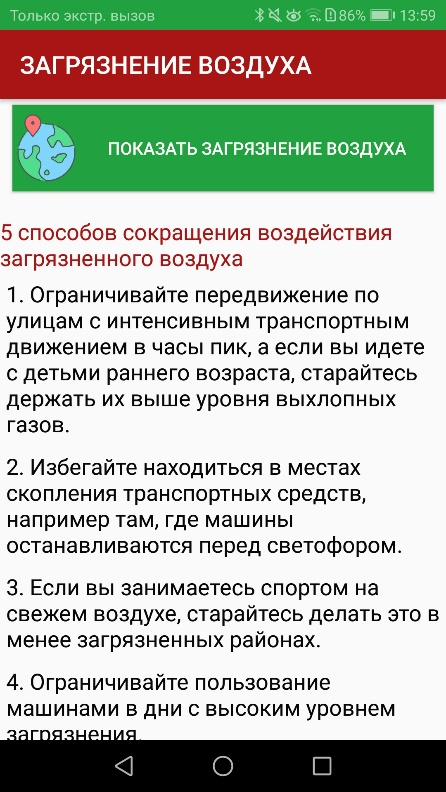 Только экстр. вызов
86%
13:59
ЗАГРЯЗНЕНИЕ ВОЗДУХА
ПОКАЗАТЬ ЗАГРЯЗНЕНИЕ ВОЗДУХА
5 способов сокращения воздействия
загрязненного воздуха
1. Ограничивайте передвижение по
улицам с интенсивным транспортным
движением в часы пик, а если вы идете
с детьми раннего возраста, старайтесь
держать их выше уровня выхлопных
газов.
2. Избегайте находиться в местах
скопления транспортных средств,
например там, где машины
останавливаются перед светофором.
3. Если вы занимаетесь спортом на
свежем воздухе, старайтесь делать это в
менее загрязненных районах.
4. Ограничивайте пользование
машинами в дни с высоким уровнем
загрязнения.